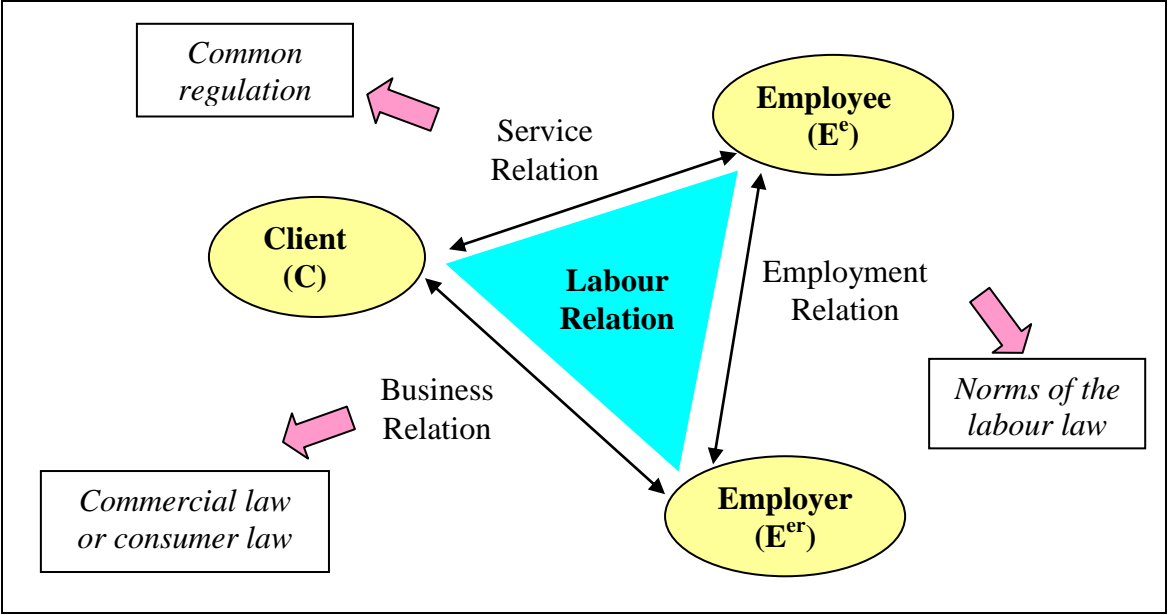 Common
regulation
Employee
(Eᵉ)
Service
Relation
Client
(C)
Labour
Relation
Employment
Relation
Business
Relation
Norms of the
labour law
Commercial law
or consumer law
Employer
(Eᵉʳ)